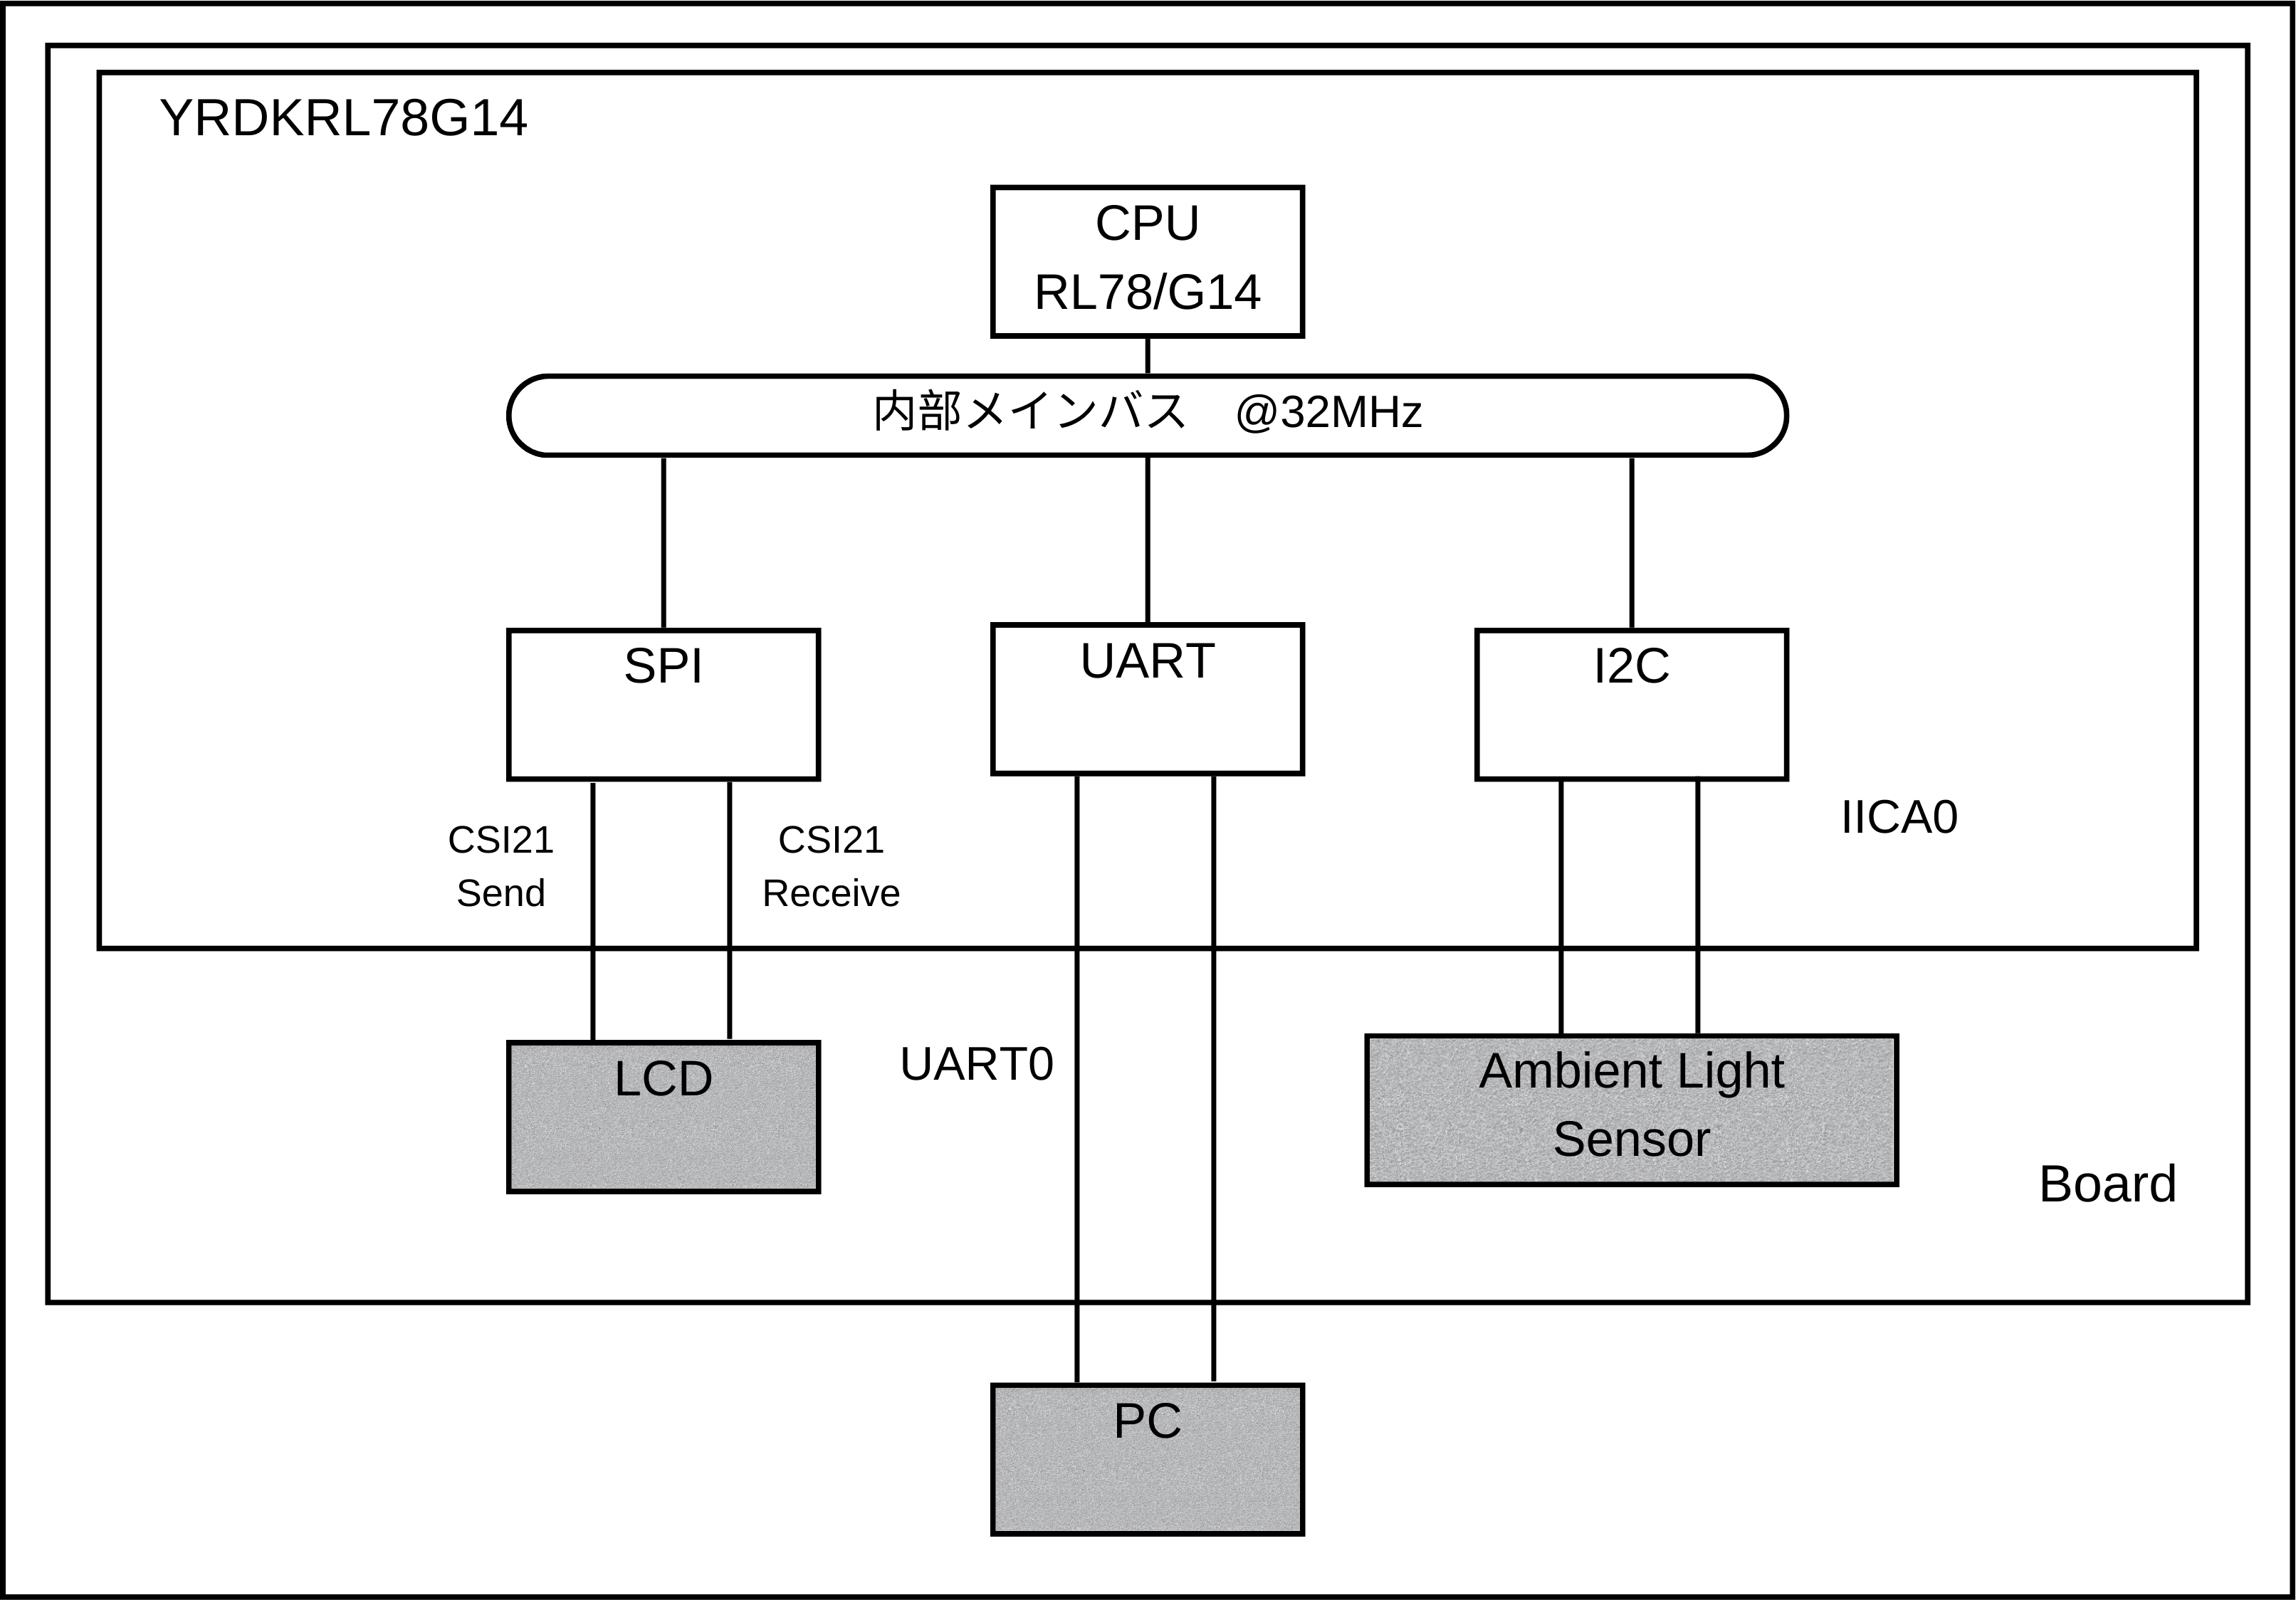 YRDKRL78G14
CPU
RL78/G14
内部メインバス　@32MHz
SPI
UART
I2C
CSI21
Send
CSI21
Receive
IICA0
LCD
UART0
Ambient Light
Sensor
Board
PC